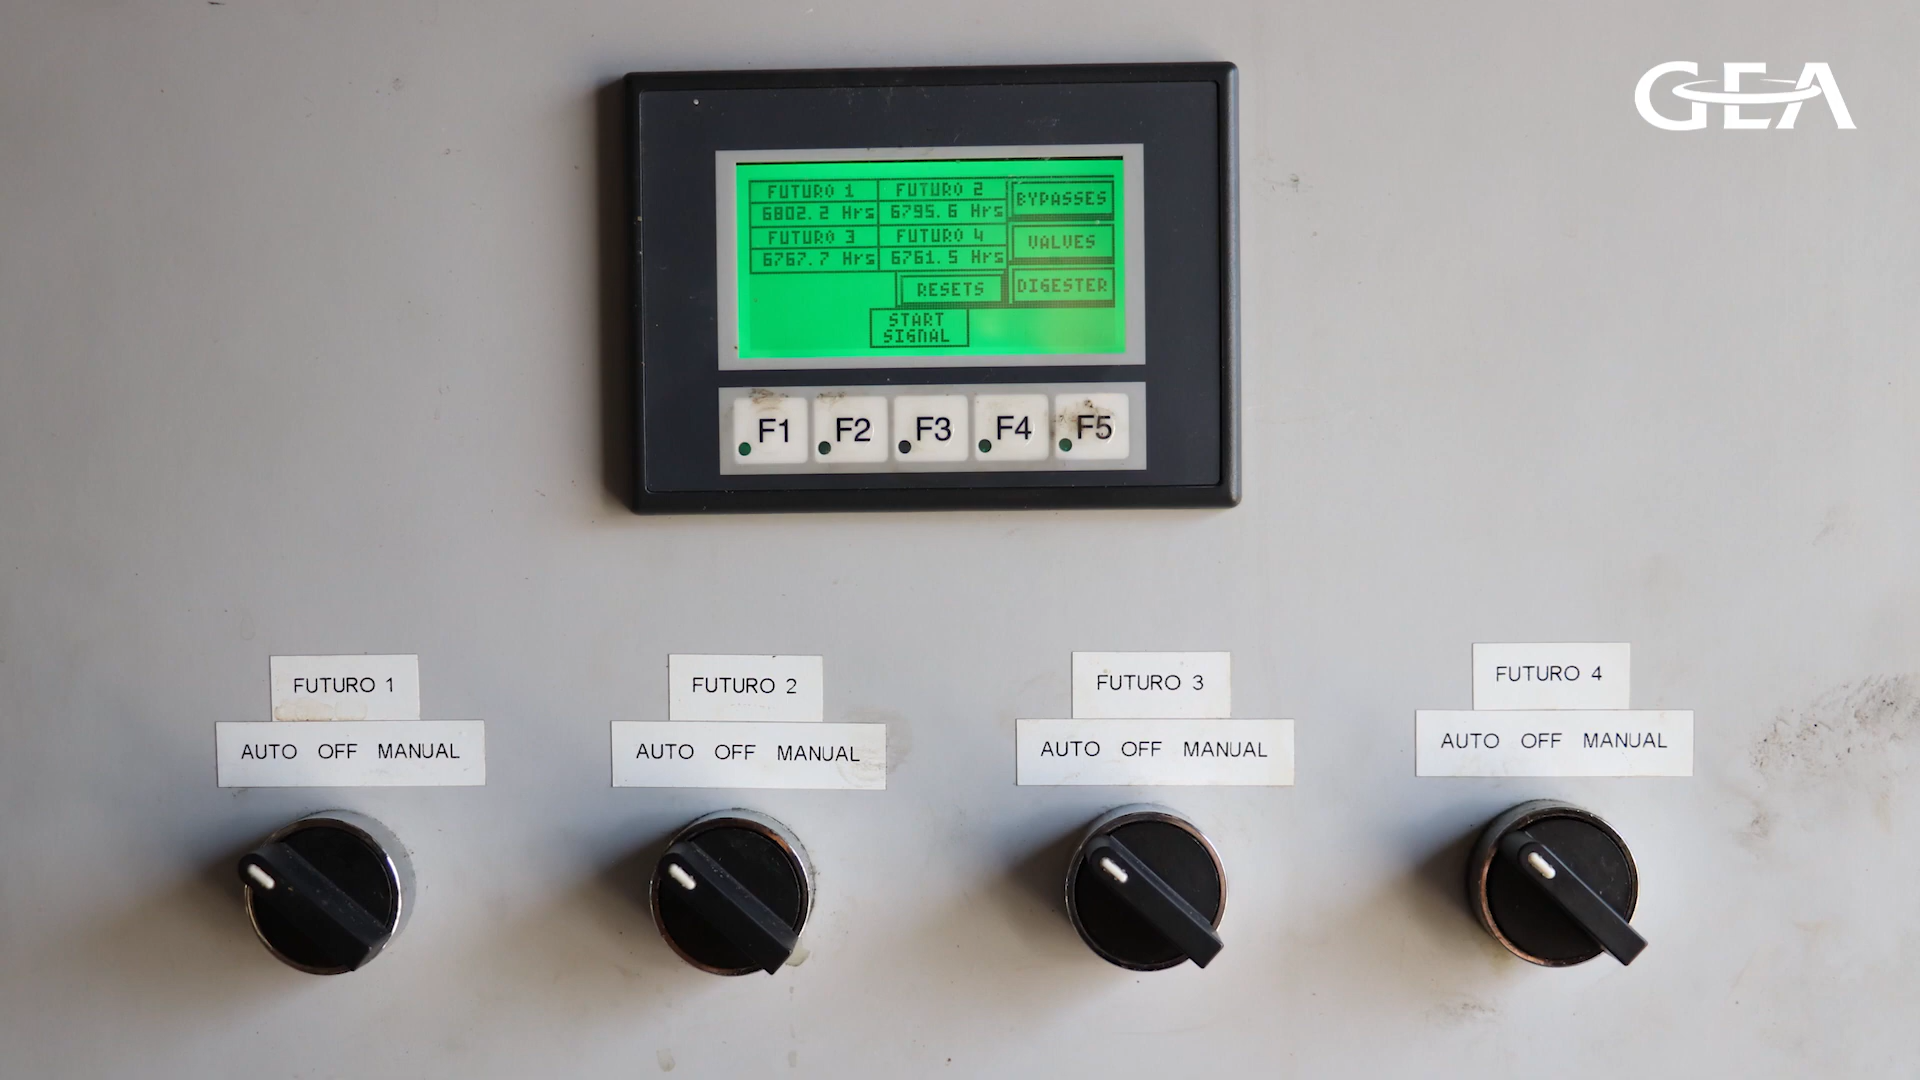 GEA
FUTURO 1 FUTURO 2 BYPASSES
6802.2 Hrs 6795.6 Hrs
FUTURO 3 FUTURO 4 VALVES
6767.7 Hrs 6761.5 Hrs
RESETS DIGESTER
START
SIGNAL
F1 F2 F3 F4 F5
FUTURO 1 FUTURO 2 FUTURO 3 FUTURO 4
AUTO OFF MANUAL AUTO OFF MANUAL AUTO OFF MANUAL AUTO OFF MANUAL